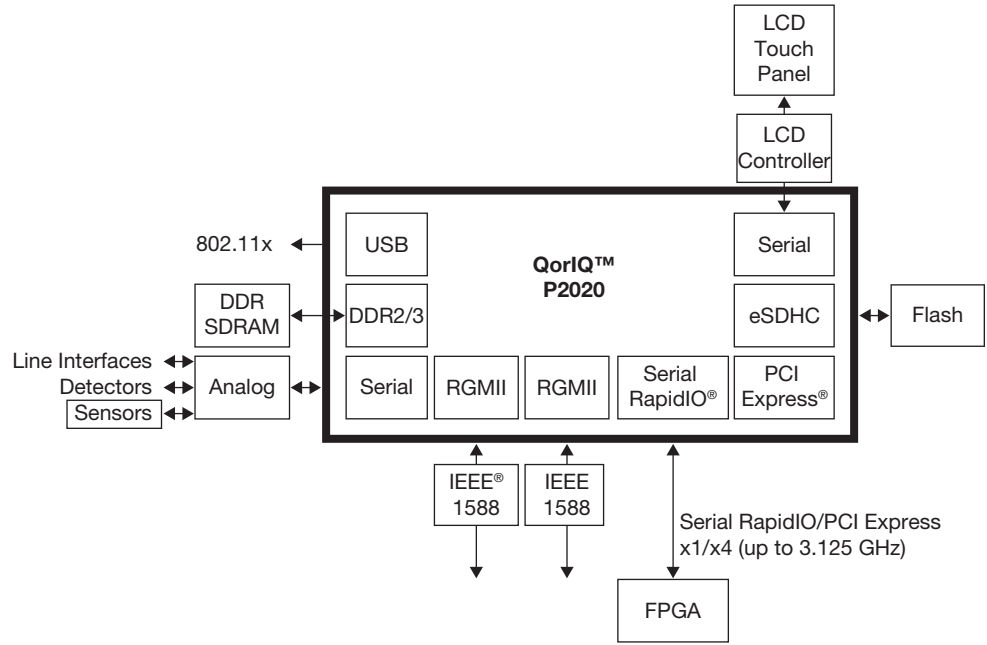 LCD
Touch
Panel
LCD
Controller
802.11x
USB
QorIQ™
P2020
Serial
DDR
SDRAM
DDR2/3
eSDHC
Flash
Line Interfaces
Detectors
Sensors
Analog
Serial
RGMII
RGMII
Serial
RapidIO®
PCI
Express®
IEEE®
1588
IEEE
1588
Serial RapidIO/PCI Express
x1/x4 (up to 3.125 GHz)
FPGA